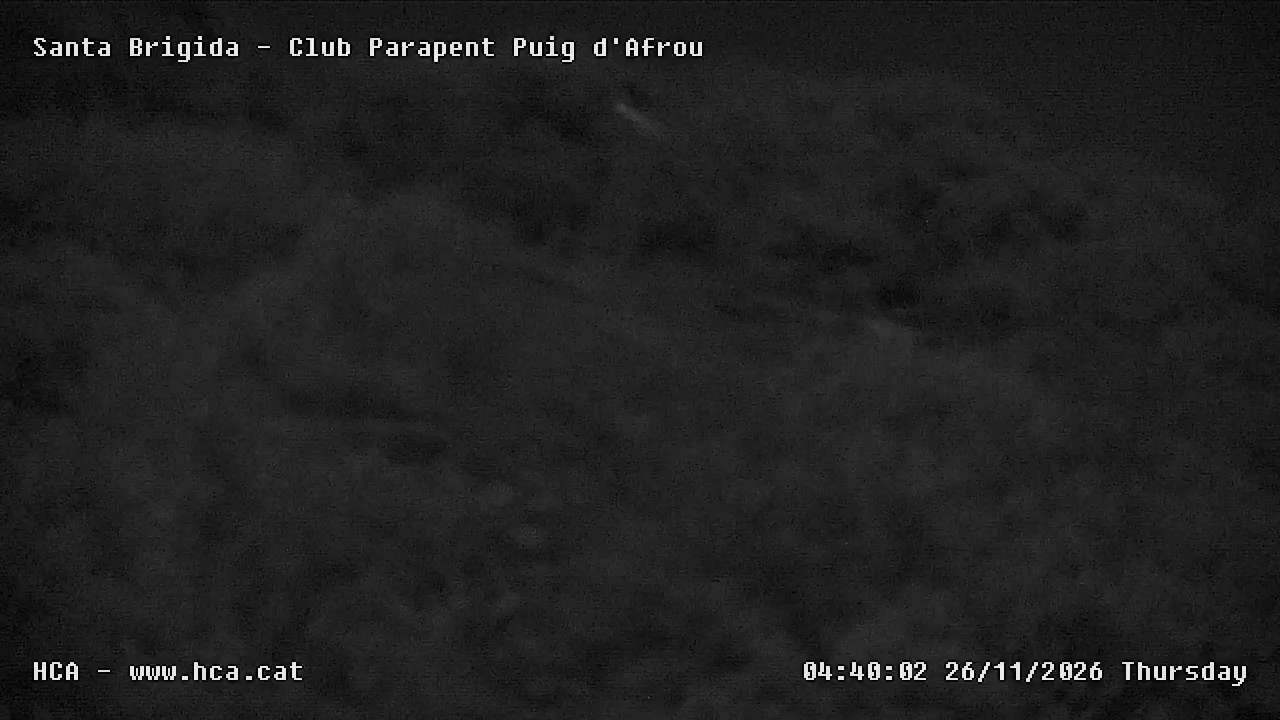 Santa Brigida - Club Parapent Puig d'Afrou
HCA - www.hca.cat
04:40:02 26/11/2026 Thursday